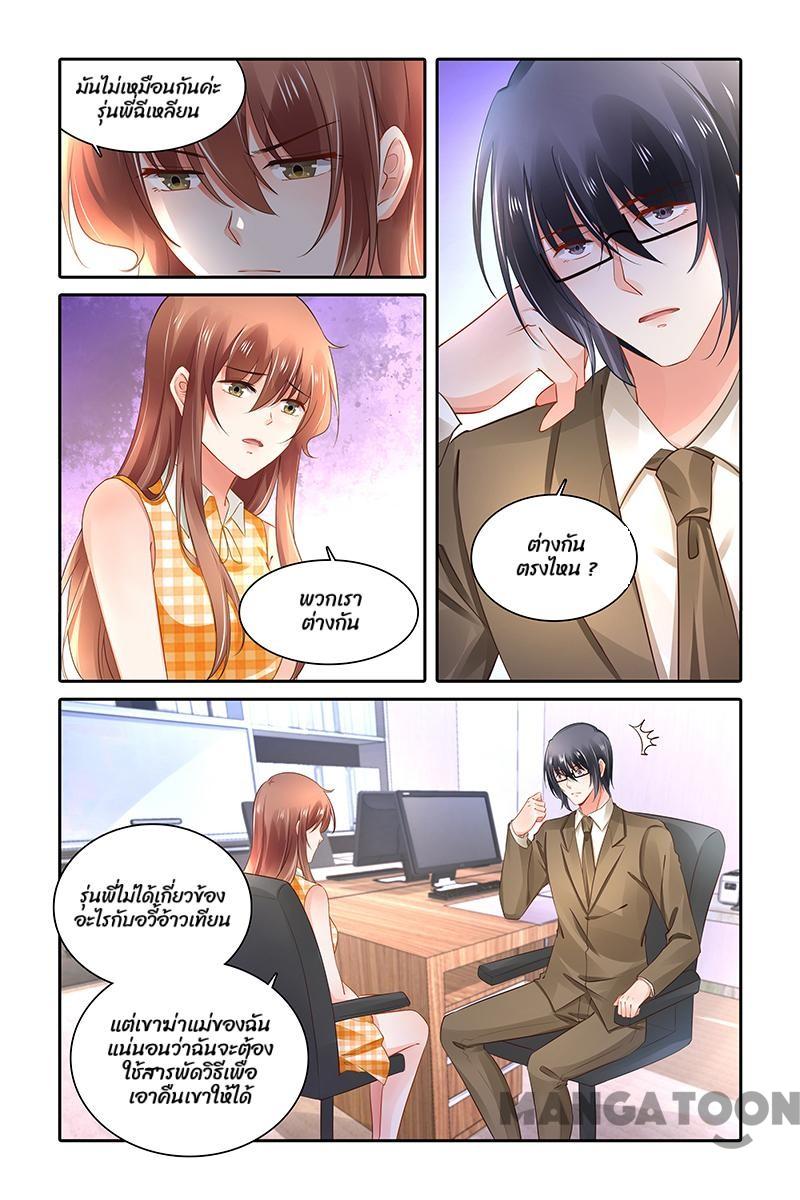 มันไม่เหมือนกันค่ะ
รุ่นพี่ฉีเหลียน
ต่างกัน
ตรงไหน ?
พวกเรา
ต่างกัน
รุ่นพี่ไม่ได้เกี่ยวข้อง
อะไรกับอวี้อ้าวเทียน
แต่เขาฆ่าแม่ของฉัน
แน่นอนว่าฉันจะต้อง
ใช้สารพัดวิธีเพื่อ
เอาคืนเขาให้ได้
MANGATOON